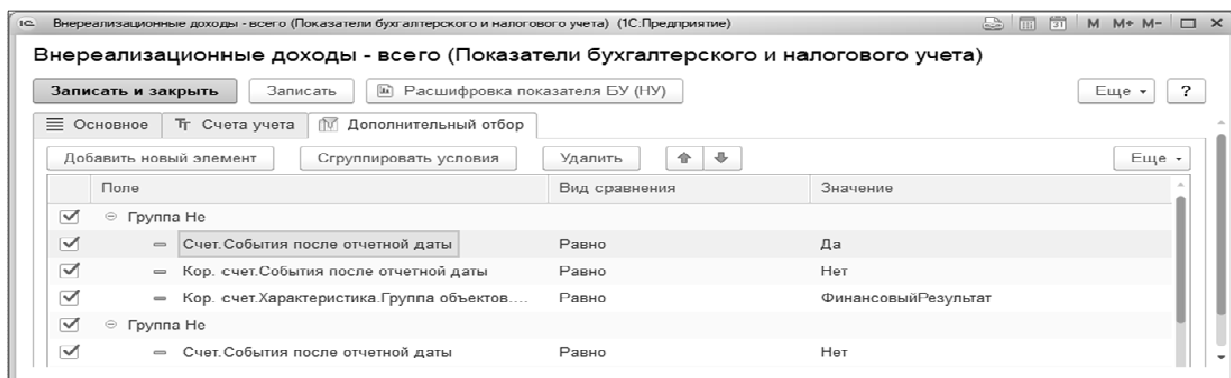 1С Внереализационные доходы - всего (Показатели бухгалтерского и налогового учета) (1С:Предприятие) 31 M M+ M-
Внереализационные доходы - всего (Показатели бухгалтерского и налогового учета)
Записать и закрыть Записать Расшифровка показателя БУ (НУ) Еще ?
Основное Тт Счета учета Дополнительный отбор
Добавить новый элемент Сгруппировать условия Удалить Еще
Поле Вид сравнения Значение
Группа Не
Счет.События после отчетной даты Равно Да
Кор. счет.События после отчетной даты Равно Нет
Кор. счет.Характеристика.Группа объектов.... Равно ФинансовыйРезультат
Группа Не
Счет.События после отчетной даты Равно Нет